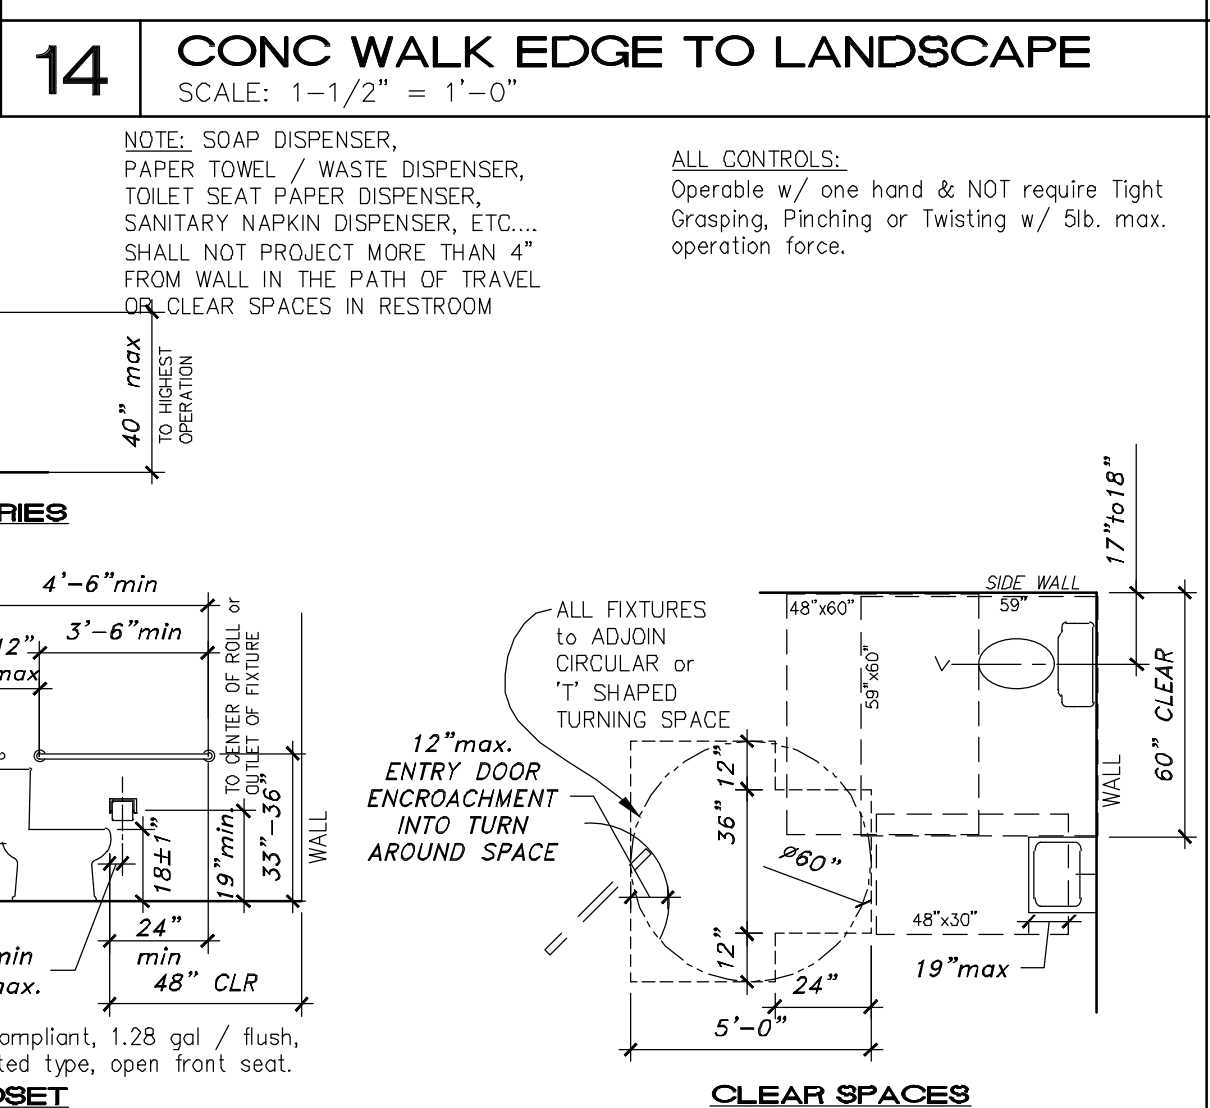 14
CONC WALK EDGE TO LANDSCAPE
SCALE: 1-1/2" = 1'-0"
NOTE: SOAP DISPENSER,
PAPER TOWEL / WASTE DISPENSER,
TOILET SEAT PAPER DISPENSER,
SANITARY NAPKIN DISPENSER, ETC....
SHALL NOT PROJECT MORE THAN 4"
FROM WALL IN THE PATH OF TRAVEL
OR CLEAR SPACES IN RESTROOM
ALL CONTROLS:
Operable w/ one hand & NOT require Tight
Grasping, Pinching or Twisting w/ 5lb. max.
operation force.
40" max
TO HIGHEST
OPERATION
RIES
4'-6"min
3'-6"min
12"
max
TO CENTER OF ROLL or
OUTLET OF FIXTURE
18±1"
19"min.
33"-36"
WALL
24"
min
48" CLR
min
max.
ompliant, 1.28 gal / flush,
ted type, open front seat.
OSET
ALL FIXTURES
to ADJOIN
CIRCULAR or
'T' SHAPED
TURNING SPACE
12"max.
ENTRY DOOR
ENCROACHMENT
INTO TURN
AROUND SPACE
12"
36"
12"
ø60"
24"
5'-0"
48"x60"
59"x60"
SIDE WALL
59"
17"to18"
60" CLEAR
WALL
48"x30"
19"max
CLEAR SPACES